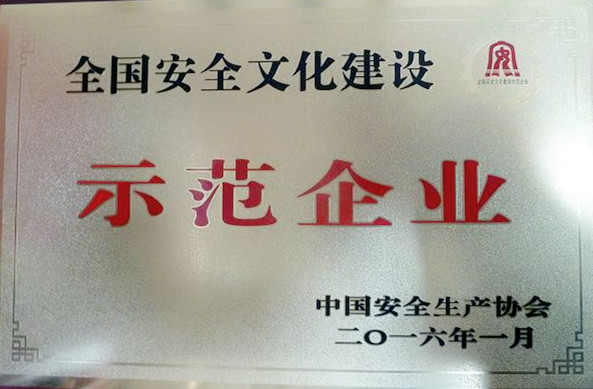 全国安全文化建设
示范企业
中国安全生产协会
二〇一六年一月